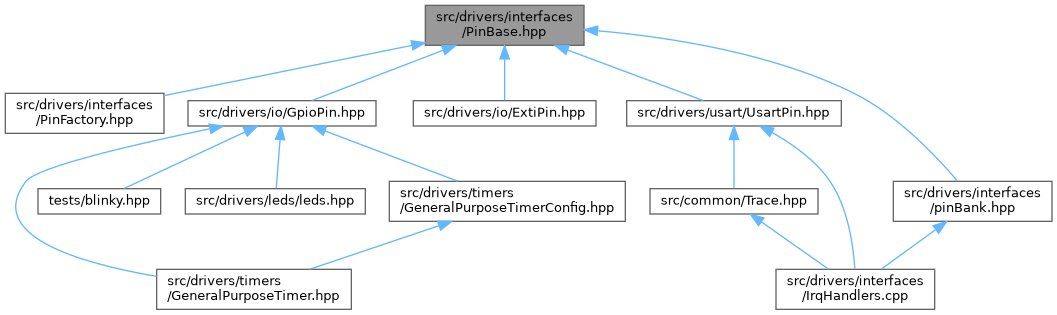 src/drivers/interfaces
/PinBase.hpp
src/drivers/interfaces
/PinFactory.hpp
src/drivers/io/GpioPin.hpp
src/drivers/io/ExtiPin.hpp
src/drivers/usart/UsartPin.hpp
tests/blinky.hpp
src/drivers/leds/leds.hpp
src/drivers/timers
/GeneralPurposeTimerConfig.hpp
src/common/Trace.hpp
src/drivers/interfaces
/pinBank.hpp
src/drivers/timers
/GeneralPurposeTimer.hpp
src/drivers/interfaces
/IrqHandlers.cpp